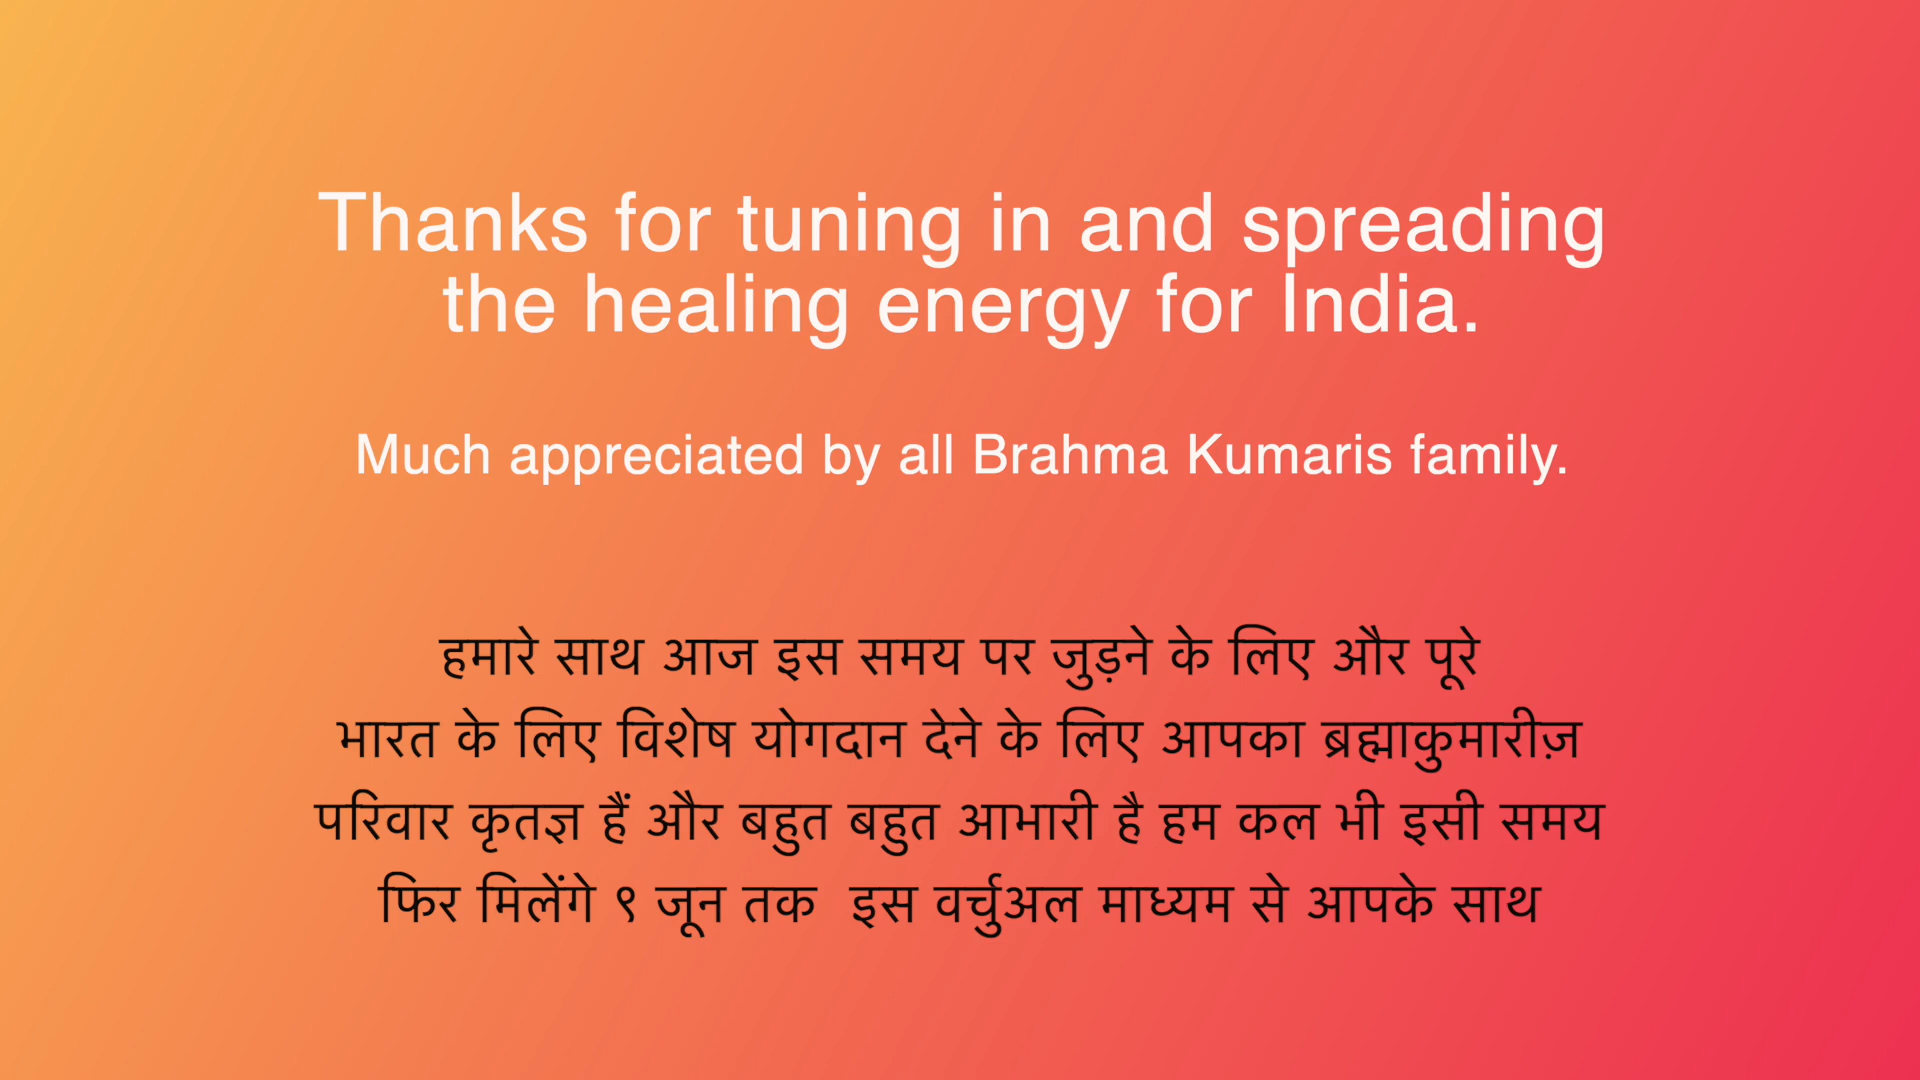 Thanks for tuning in and spreading
the healing energy for India.
Much appreciated by all Brahma Kumaris family.
हमारे साथ आज इस समय पर जुड़ने के लिए और पूरे
भारत के लिए विशेष योगदान देने के लिए आपका ब्रह्माकुमारीज़
परिवार कृतज्ञ हैं और बहुत बहुत आभारी है हम कल भी इसी समय
फिर मिलेंगे ९ जून तक  इस वर्चुअल माध्यम से आपके साथ